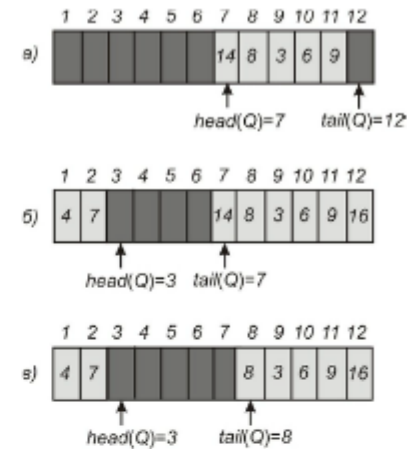 1 2 3 4 5 6 7 8 9 10 11 12
а) 14 8 3 6 9
head(Q)=7 tail(Q)=12
1 2 3 4 5 6 7 8 9 10 11 12
б) 4 7 14 8 3 6 9 16
head(Q)=3 tail(Q)=7
1 2 3 4 5 6 7 8 9 10 11 12
в) 4 7 8 3 6 9 16
head(Q)=3 tail(Q)=8